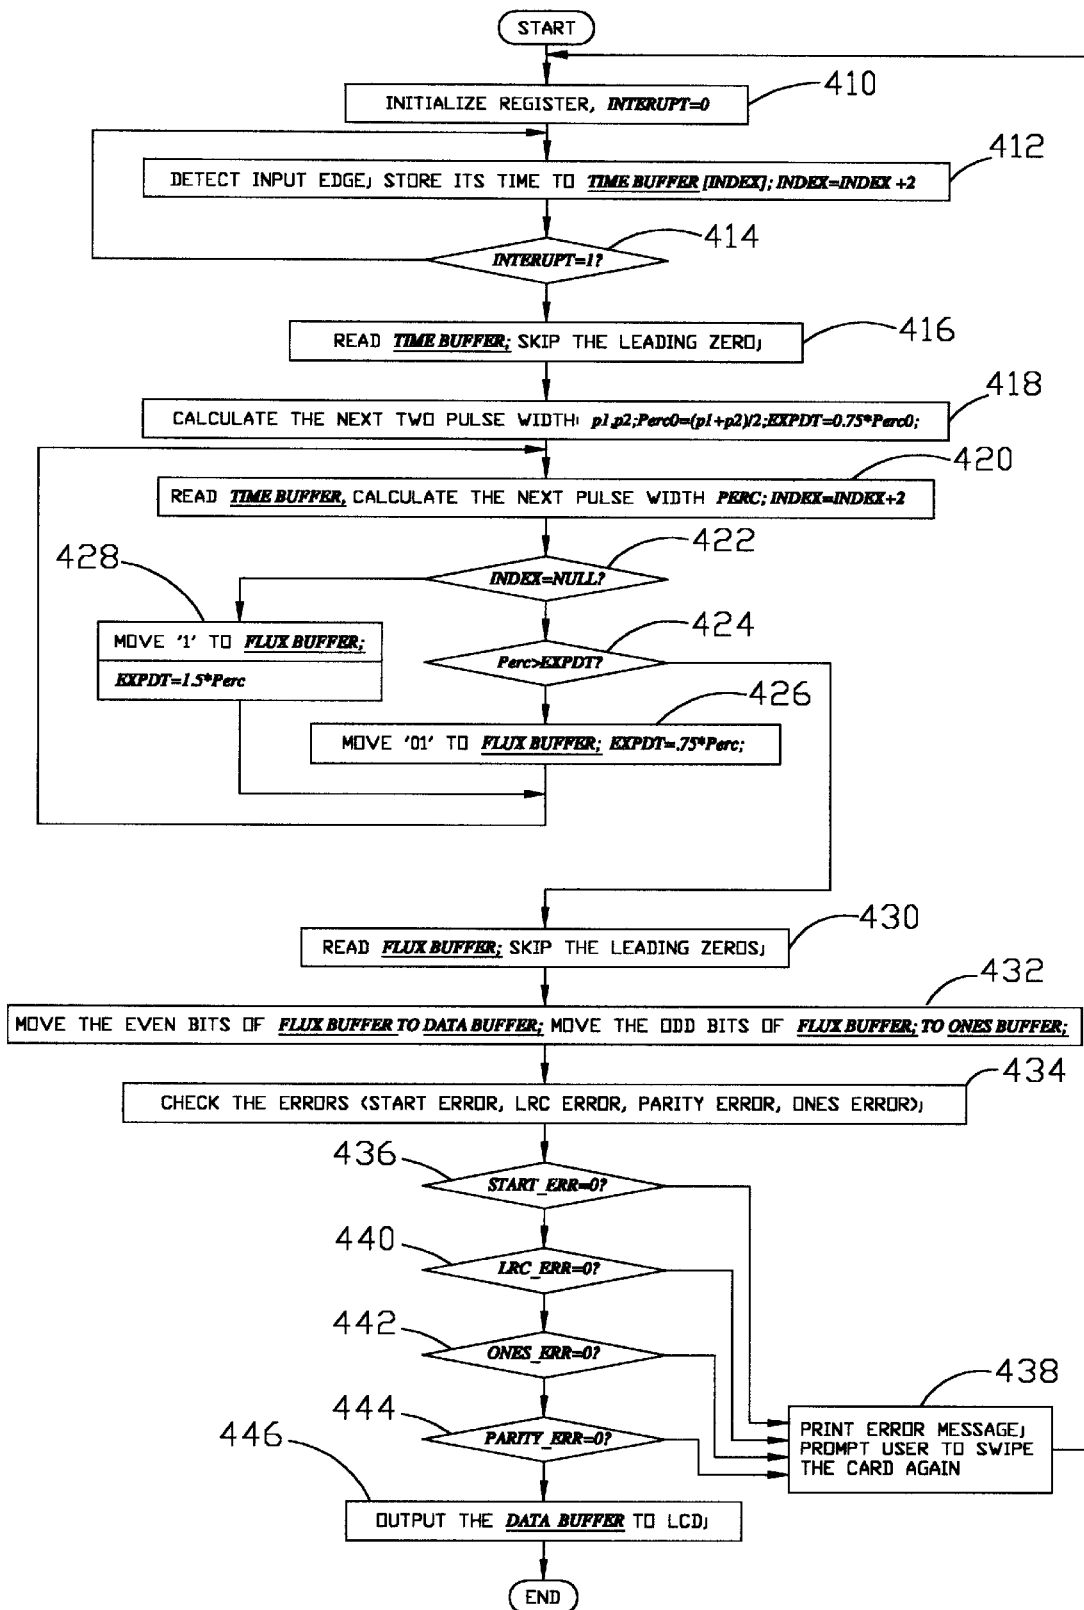 START
410
INITIALIZE REGISTER, INTERUPT=0
412
DETECT INPUT EDGE; STORE ITS TIME TO TIME BUFFER [INDEX]; INDEX=INDEX +2
414
INTERUPT=1?
416
READ TIME BUFFER; SKIP THE LEADING ZERO;
418
CALCULATE THE NEXT TWO PULSE WIDTH: p1,p2;Perc0=(p1+p2)/2;EXPDT=0.75*Perc0;
420
READ TIME BUFFER, CALCULATE THE NEXT PULSE WIDTH PERC; INDEX=INDEX+2
422
INDEX=NULL?
428
MOVE '1' TO FLUX BUFFER;
EXPDT=1.5*Perc
424
Perc>EXPDT?
426
MOVE '01' TO FLUX BUFFER; EXPDT=.75*Perc;
430
READ FLUX BUFFER; SKIP THE LEADING ZEROS;
432
MOVE THE EVEN BITS OF FLUX BUFFER TO DATA BUFFER; MOVE THE ODD BITS OF FLUX BUFFER; TO ONES BUFFER;
434
CHECK THE ERRORS (START ERROR, LRC ERROR, PARITY ERROR, ONES ERROR);
436
START_ERR=0?
440
LRC_ERR=0?
442
ONES_ERR=0?
438
PRINT ERROR MESSAGE;
PROMPT USER TO SWIPE
THE CARD AGAIN
444
PARITY_ERR=0?
446
OUTPUT THE DATA BUFFER TO LCD;
END